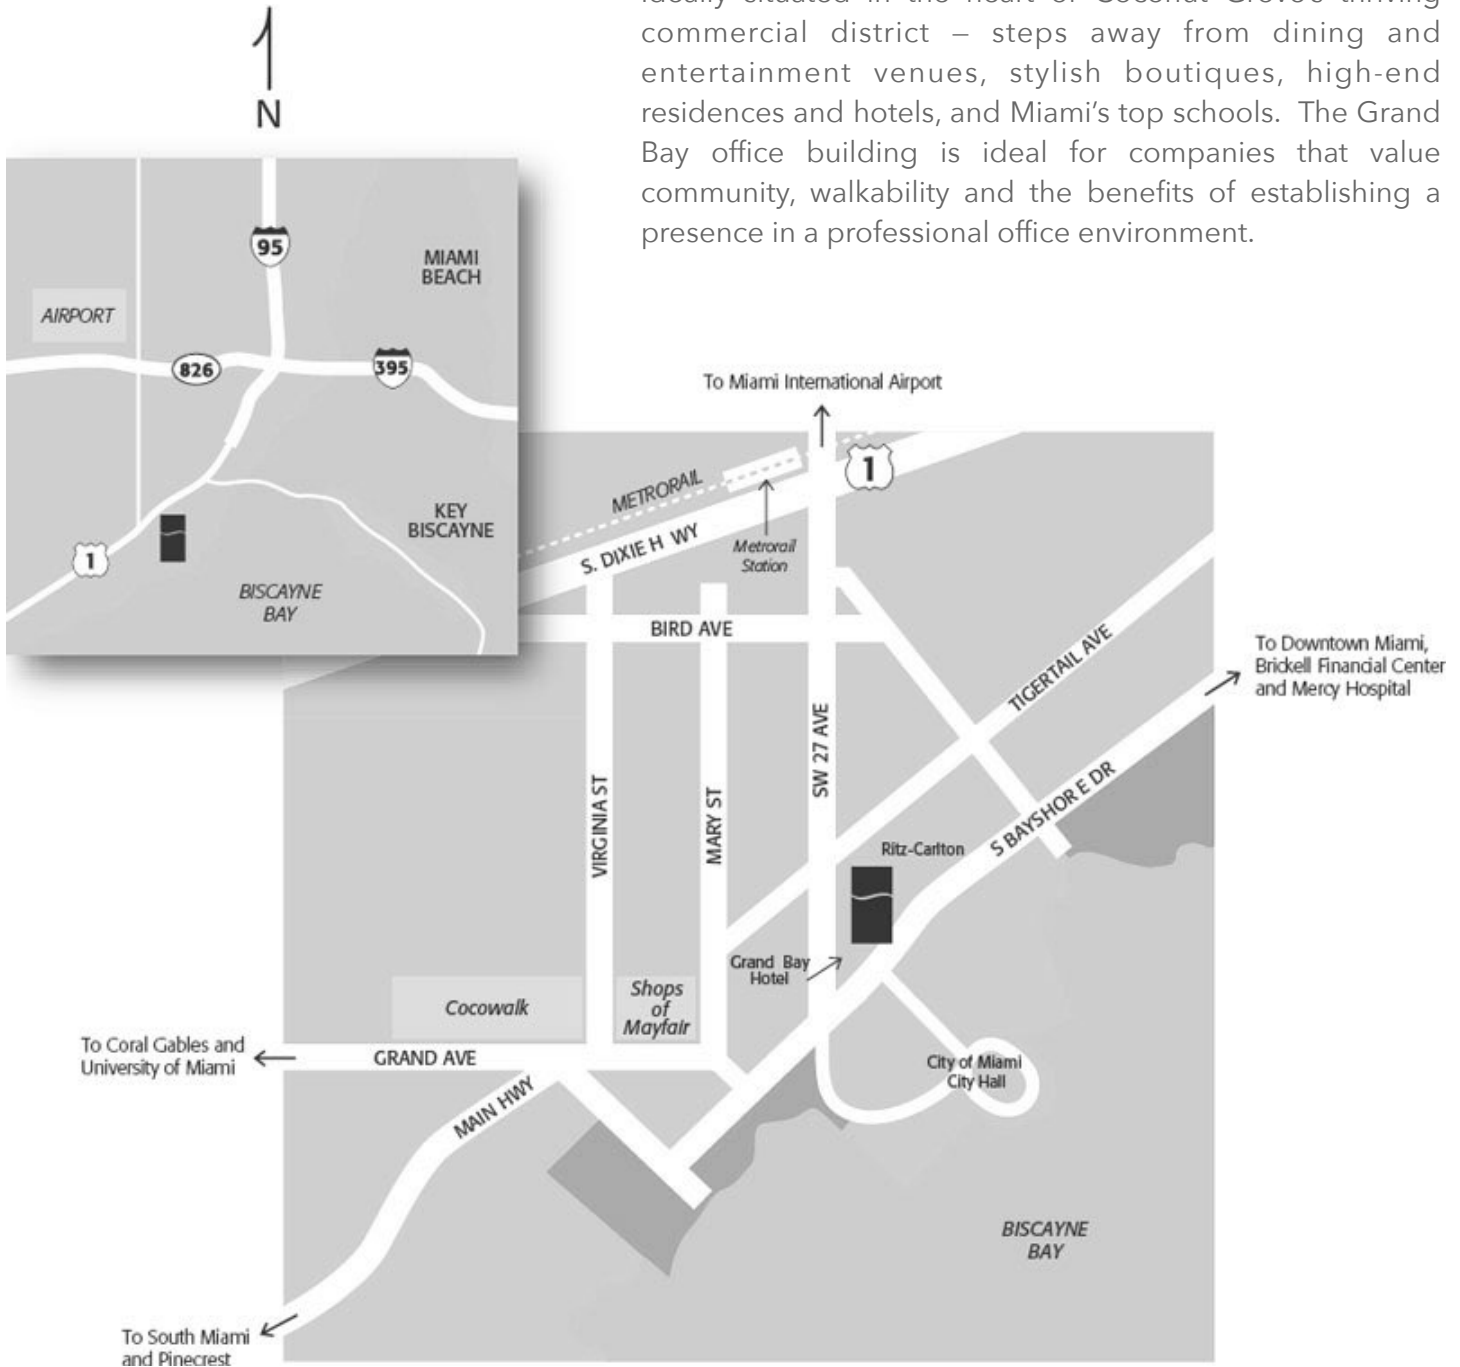 ideally situated in the heart of Coconut Grove's thriving
commercial district – steps away from dining and
entertainment venues, stylish boutiques, high-end
residences and hotels, and Miami's top schools. The Grand
Bay office building is ideal for companies that value
community, walkability and the benefits of establishing a
presence in a professional office environment.
N
95
MIAMI
BEACH
AIRPORT
826
395
KEY
BISCAYNE
1
BISCAYNE
BAY
To Miami International Airport
1
METRORAIL
S. DIXIE H WY
Metrorail
Station
BIRD AVE
TIGERTAIL AVE
To Downtown Miami,
Brickell Financial Center
and Mercy Hospital
SW 27 AVE
VIRGINIA ST
MARY ST
S BAYSHOR E DR
Ritz-Carlton
Grand Bay
Hotel
Cocowalk
Shops
of
Mayfair
To Coral Gables and
University of Miami
GRAND AVE
City of Miami
City Hall
MAIN HWY
BISCAYNE
BAY
To South Miami
and Pinecrest